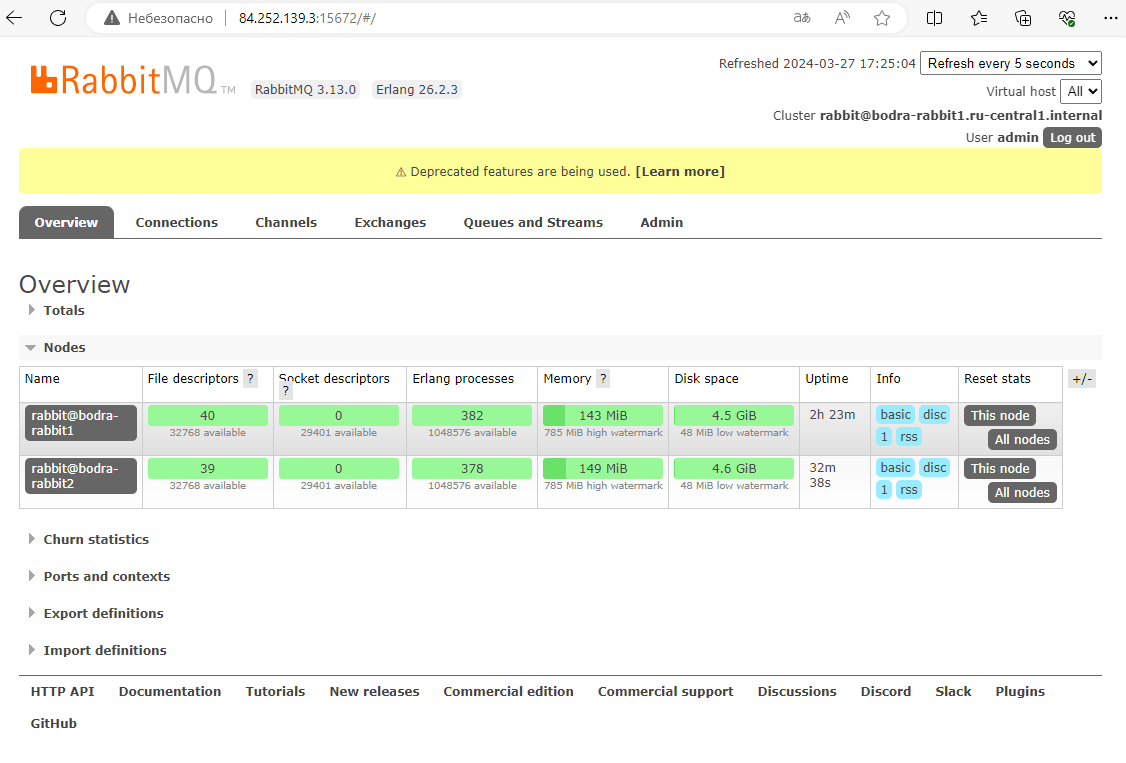 Небезопасно 84.252.139.3:15672/#/
Refreshed 2024-03-27 17:25:04 Refresh every 5 seconds
RabbitMQ TM RabbitMQ 3.13.0 Erlang 26.2.3
Virtual host All
Cluster rabbit@bodra-rabbit1.ru-central1.internal
User admin Log out
⚠ Deprecated features are being used. [Learn more]
Overview Connections Channels Exchanges Queues and Streams Admin
Overview
Totals
Nodes
Name File descriptors ? Socket descriptors ? Erlang processes Memory ? Disk space Uptime Info Reset stats +/-
rabbit@bodra-rabbit1 40 0 382 143 MiB 4.5 GiB 2h 23m basic disc This node
32768 available 29401 available 1048576 available 785 MiB high watermark 48 MiB low watermark 1 rss All nodes
rabbit@bodra-rabbit2 39 0 378 149 MiB 4.6 GiB 32m 38s basic disc This node
32768 available 29401 available 1048576 available 785 MiB high watermark 48 MiB low watermark 1 rss All nodes
Churn statistics
Ports and contexts
Export definitions
Import definitions
HTTP API Documentation Tutorials New releases Commercial edition Commercial support Discussions Discord Slack Plugins
GitHub